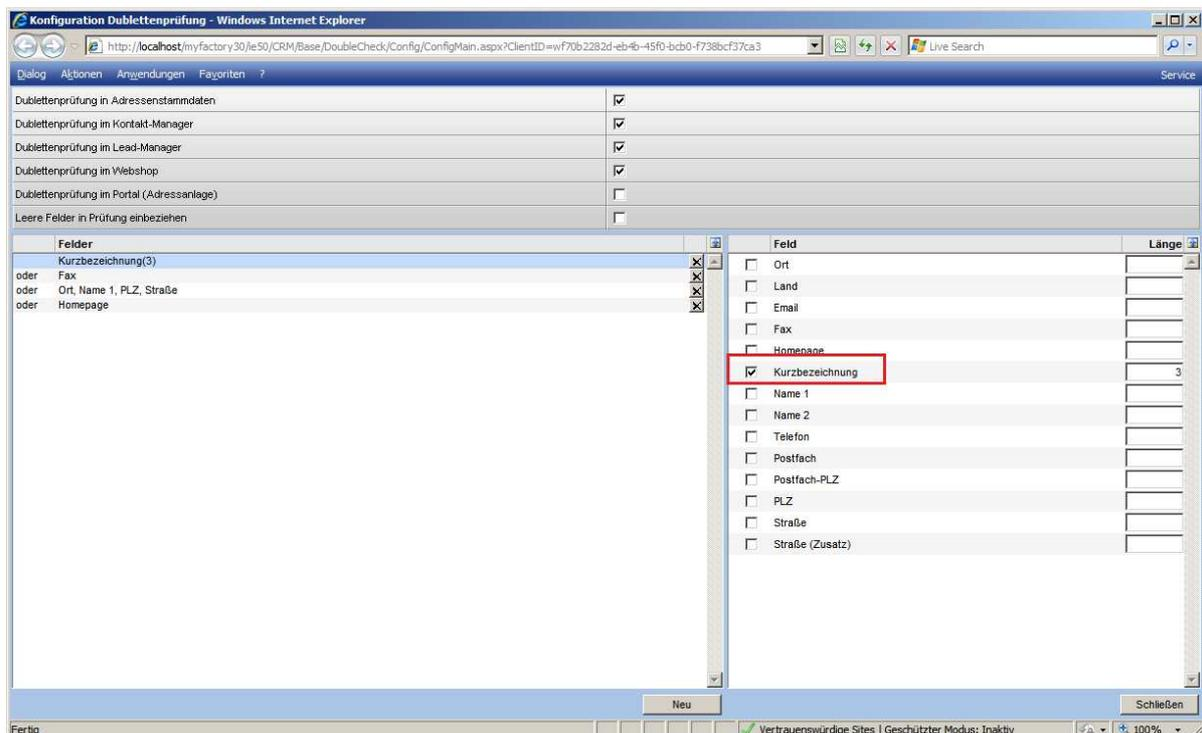 Konfiguration Dublettenprüfung - Windows Internet Explorer
http://localhost/myfactory30/ie50/CRM/Base/DoubleCheck/Config/ConfigMain.aspx?ClientID=wf70b2282d-eb4b-45f0-bcb0-f738bcf37ca3
Live Search
Dialog Aktionen Anwendungen Favoriten ? Service
Dublettenprüfung in Adressenstammdaten
Dublettenprüfung im Kontakt-Manager
Dublettenprüfung im Lead-Manager
Dublettenprüfung im Webshop
Dublettenprüfung im Portal (Adressanlage)
Leere Felder in Prüfung einbeziehen
Felder
Kurzbezeichnung(3)
oder Fax
oder Ort, Name 1, PLZ, Straße
oder Homepage
Neu
Feld Länge
Ort
Land
Email
Fax
Homepage
Kurzbezeichnung 3
Name 1
Name 2
Telefon
Postfach
Postfach-PLZ
PLZ
Straße
Straße (Zusatz)
Schließen
Fertig Vertrauenswürdige Sites | Geschützter Modus: Inaktiv 100%